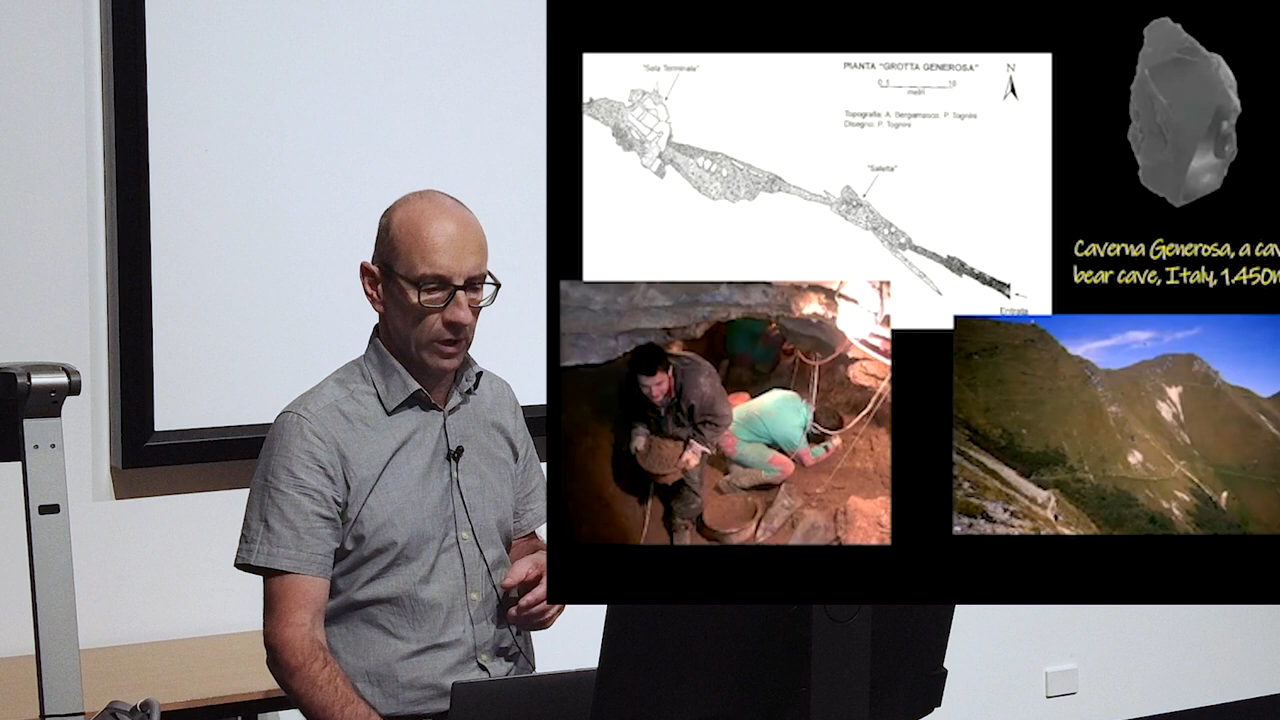 "Sala Terminale"
PIANTA "GROTTA GENEROSA"
N
metri
Topografia: A. Bergamasco, P. Tognini
Disegno: P. Tognini
"Saletta"
Entrata
Caverna Generosa, a cav
bear cave, Italy, 1.450m